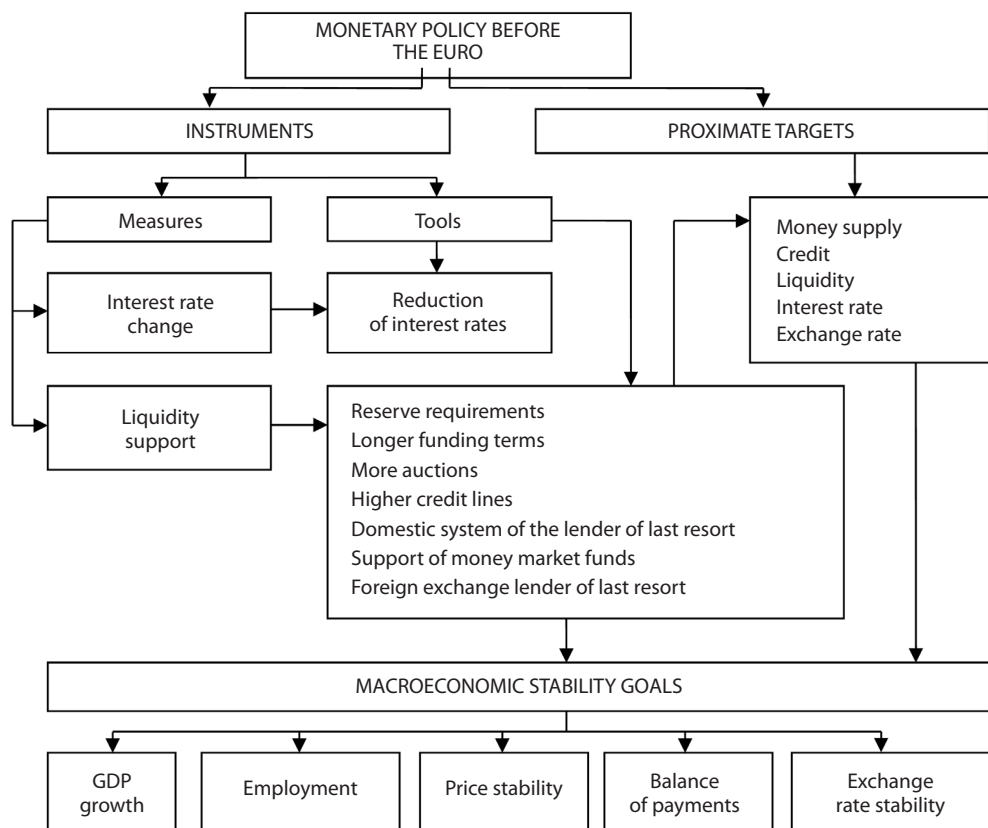 MONETARY POLICY BEFORE
THE EURO
INSTRUMENTS
PROXIMATE TARGETS
Measures
Tools
Money supply
Credit
Liquidity
Interest rate
Exchange rate
Interest rate
change
Reduction
of interest rates
Liquidity
support
Reserve requirements
Longer funding terms
More auctions
Higher credit lines
Domestic system of the lender of last resort
Support of money market funds
Foreign exchange lender of last resort
MACROECONOMIC STABILITY GOALS
GDP
growth
Employment
Price stability
Balance
of payments
Exchange
rate stability